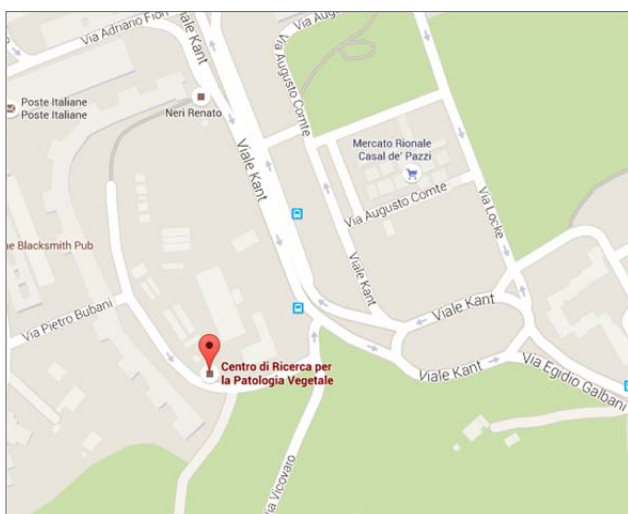 Via Adriano Fiori
Viale Kant
Via Augusto
Via Augusto Comte
Poste Italiane
Poste Italiane
Neri Renato
Viale Kant
Mercato Rionale
Casal de' Pazzi
Via Augusto Comte
Via Locke
Blacksmith Pub
Viale Kant
Viale Kant
Via Pietro Bubani
Centro di Ricerca per
la Patologia Vegetale
Viale Kant
Via Egidio Galbani
Via Vicovaro